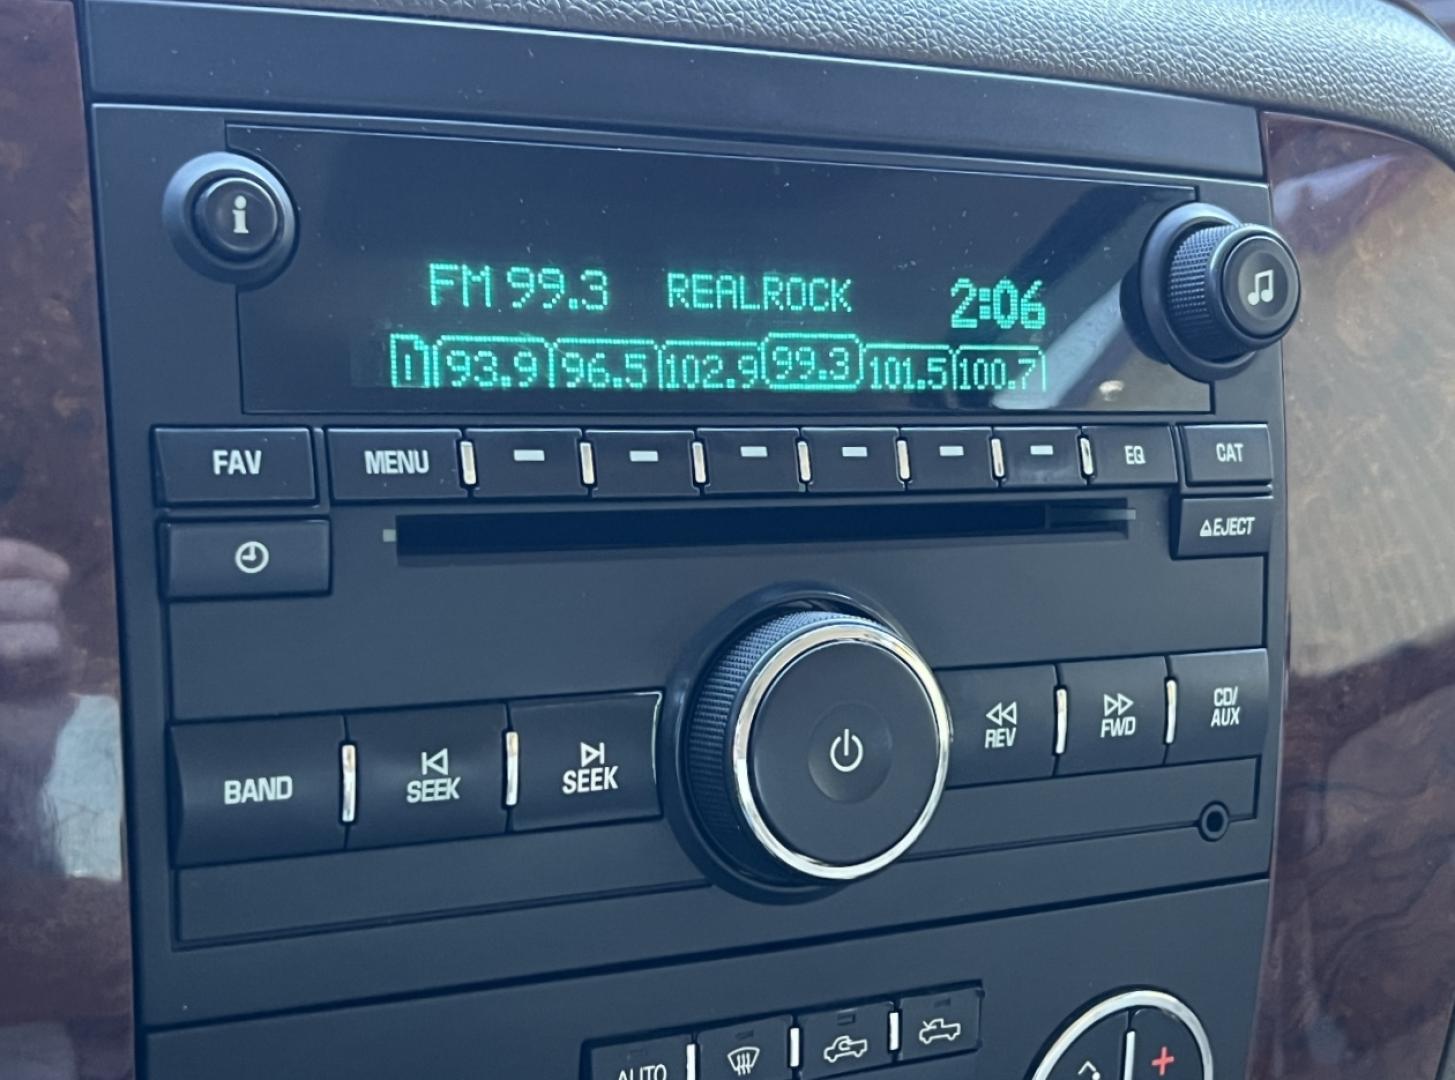 i
FM 99.3 REALROCK 2:06
1 93.9 96.5 102.9 99.3 101.5 100.7
FAV MENU EQ CAT
EJECT
BAND SEEK SEEK REV FWD CD/AUX
AUTO